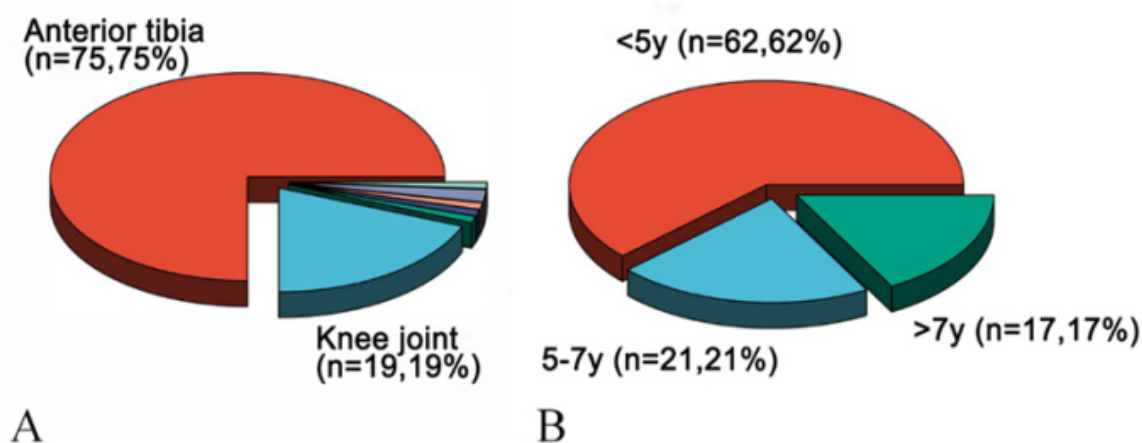 Anterior tibia
(n=75,75%)
Knee joint
(n=19,19%)
A
<5y (n=62,62%)
5-7y (n=21,21%)
>7y (n=17,17%)
B